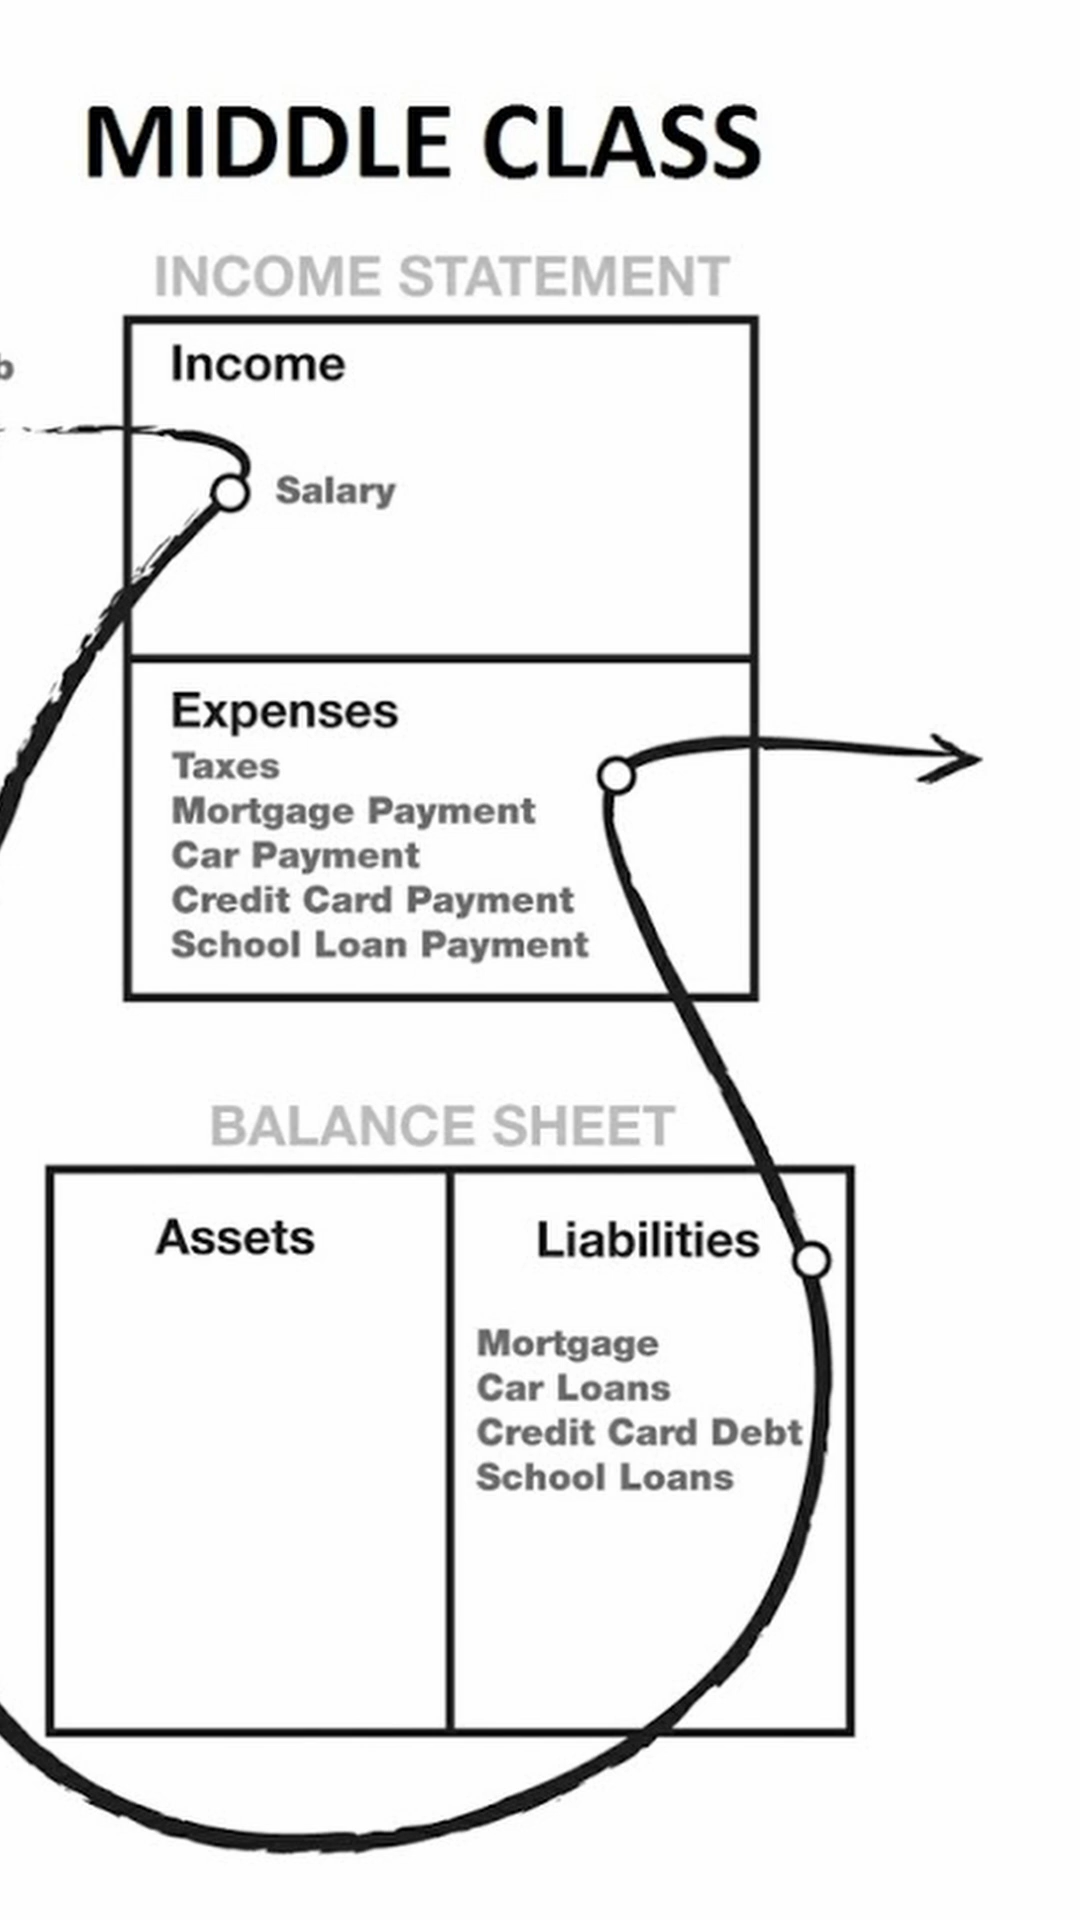 MIDDLE CLASS
INCOME STATEMENT
Income
b
Salary
Expenses
Taxes
Mortgage Payment
Car Payment
Credit Card Payment
School Loan Payment
BALANCE SHEET
Assets
Liabilities
Mortgage
Car Loans
Credit Card Debt
School Loans